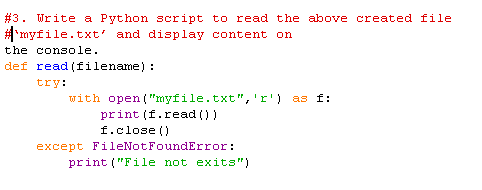 #3. Write a Python script to read the above created file
#‘myfile.txt’ and display content on
the console.
def read(filename):
    try:
        with open("myfile.txt",'r') as f:
            print(f.read())
            f.close()
    except FileNotFoundError:
        print("File not exits")